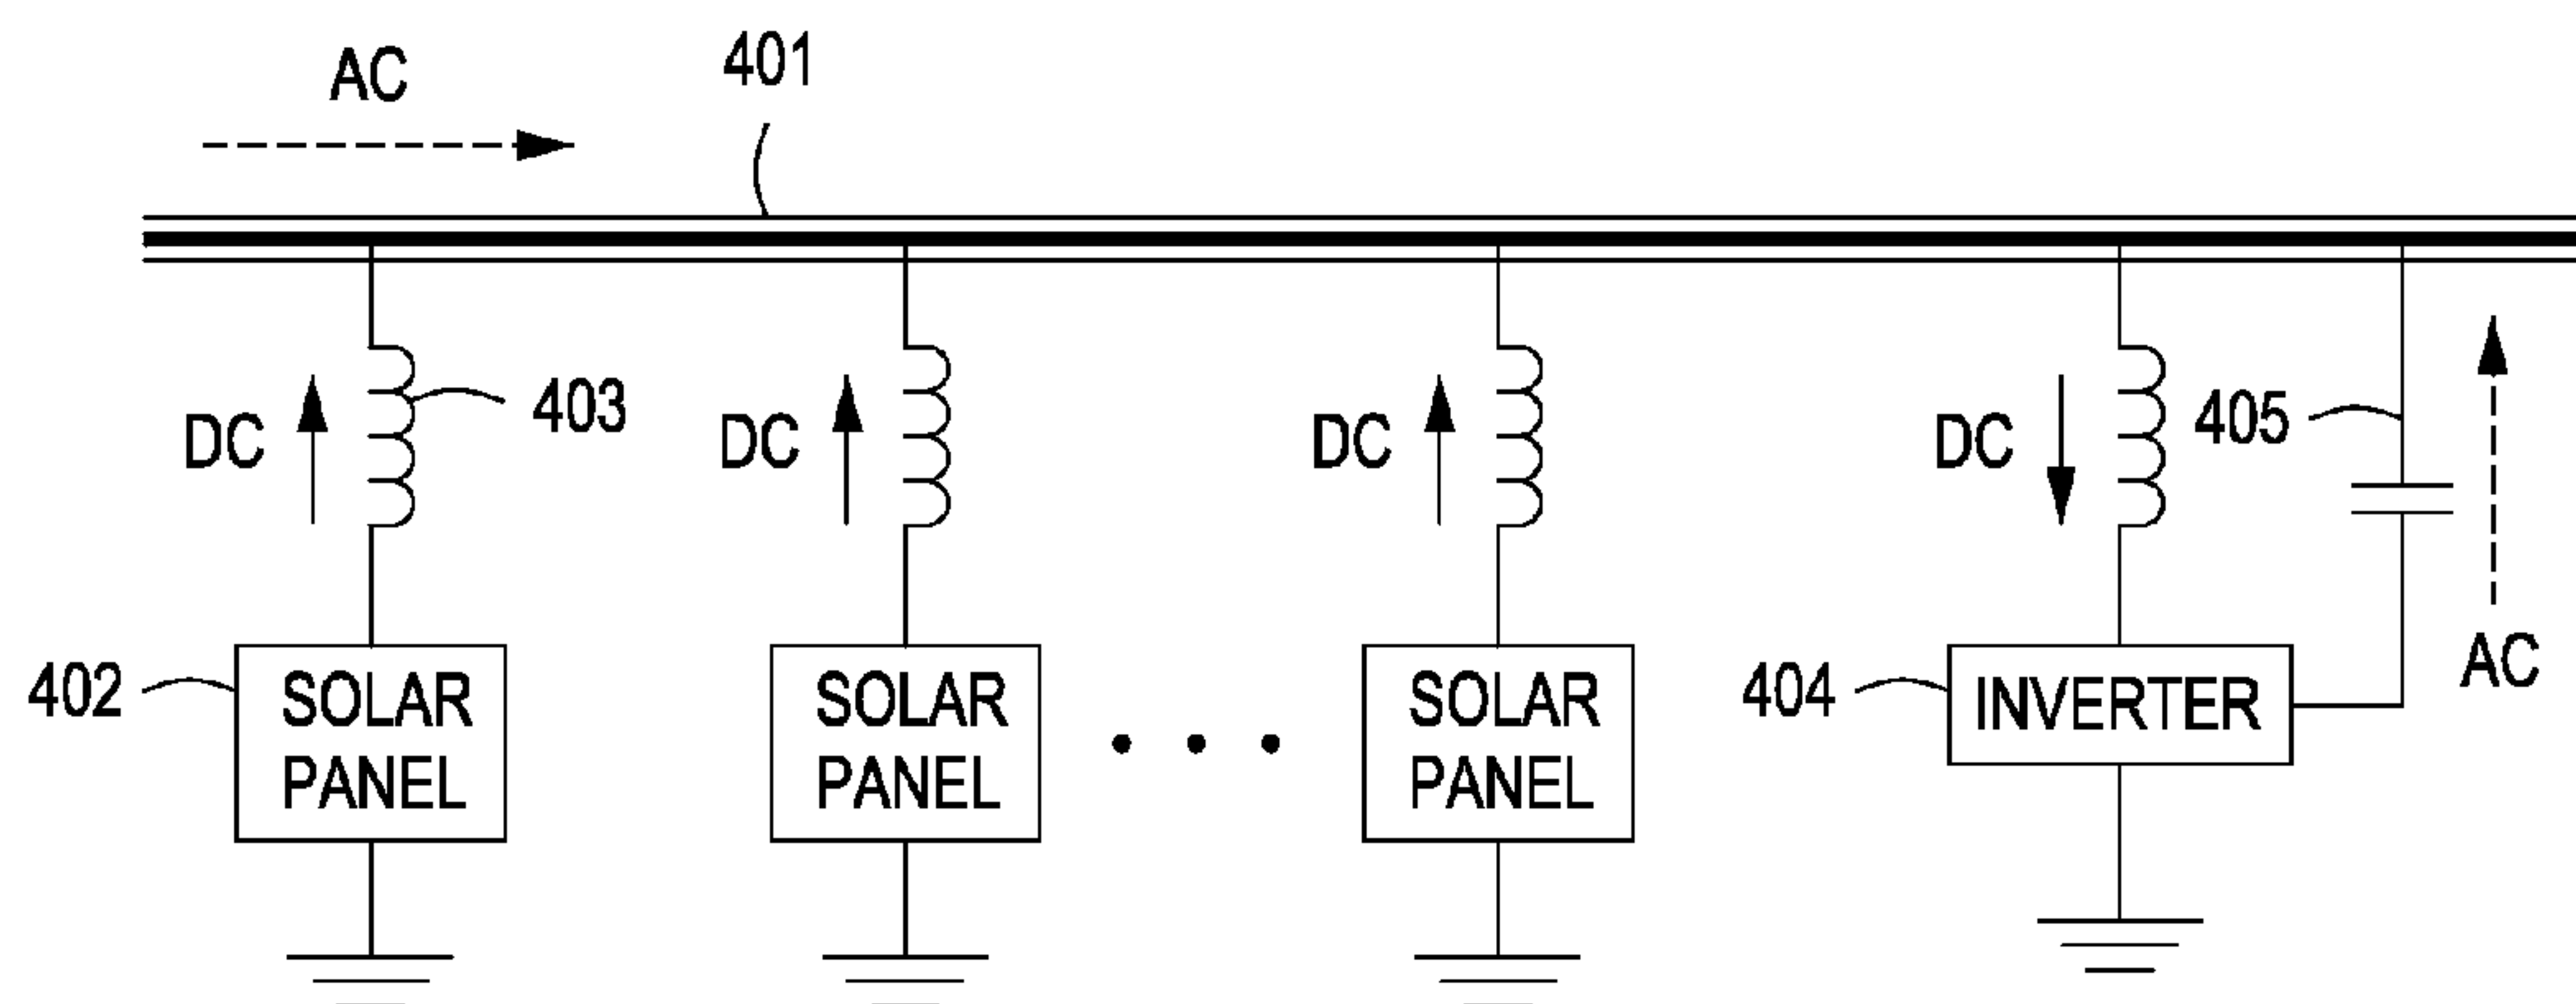 AC
401
DC
403
DC
DC
DC
405
402
SOLAR
PANEL
SOLAR
PANEL
SOLAR
PANEL
404
INVERTER
AC